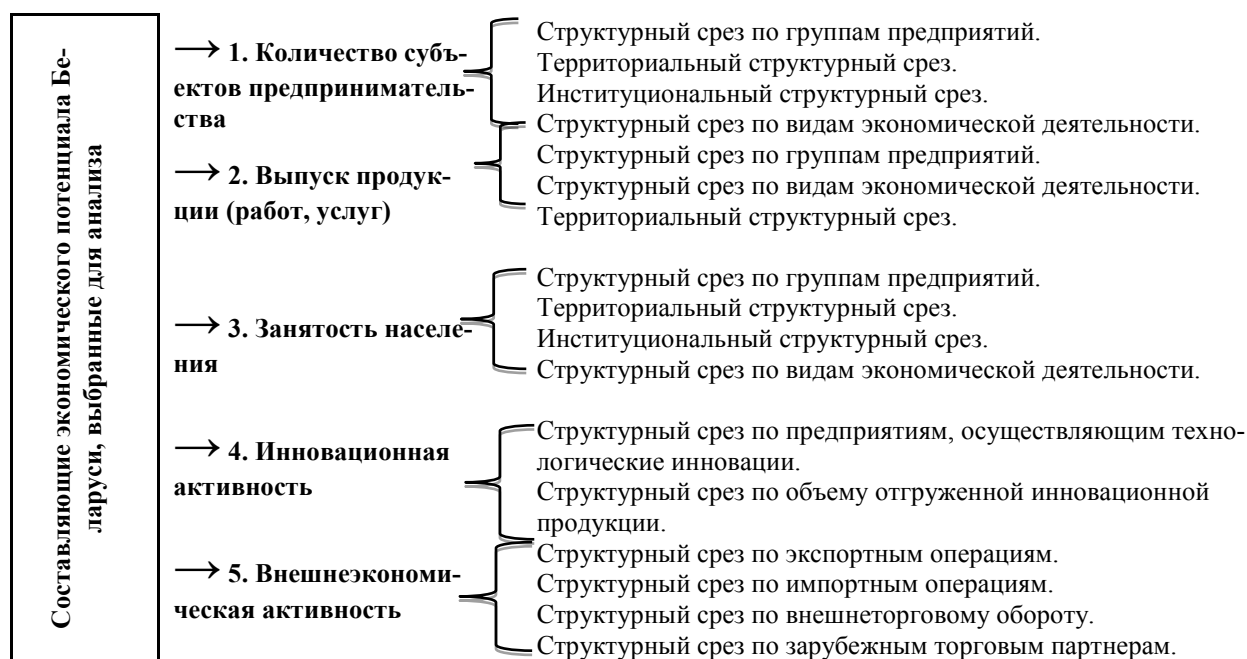 Составляющие экономического потенциала Бе-
ларуси, выбранные для анализа
→ 1. Количество субъ-
ектов предприниматель-
ства
Структурный срез по группам предприятий.
Территориальный структурный срез.
Институциональный структурный срез.
Структурный срез по видам экономической деятельности.
→ 2. Выпуск продук-
ции (работ, услуг)
Структурный срез по группам предприятий.
Структурный срез по видам экономической деятельности.
Территориальный структурный срез.
→ 3. Занятость населе-
ния
Структурный срез по группам предприятий.
Территориальный структурный срез.
Институциональный структурный срез.
Структурный срез по видам экономической деятельности.
→ 4. Инновационная
активность
Структурный срез по предприятиям, осуществляющим техно-
логические инновации.
Структурный срез по объему отгруженной инновационной
продукции.
→ 5. Внешнеэкономи-
ческая активность
Структурный срез по экспортным операциям.
Структурный срез по импортным операциям.
Структурный срез по внешнеторговому обороту.
Структурный срез по зарубежным торговым партнерам.